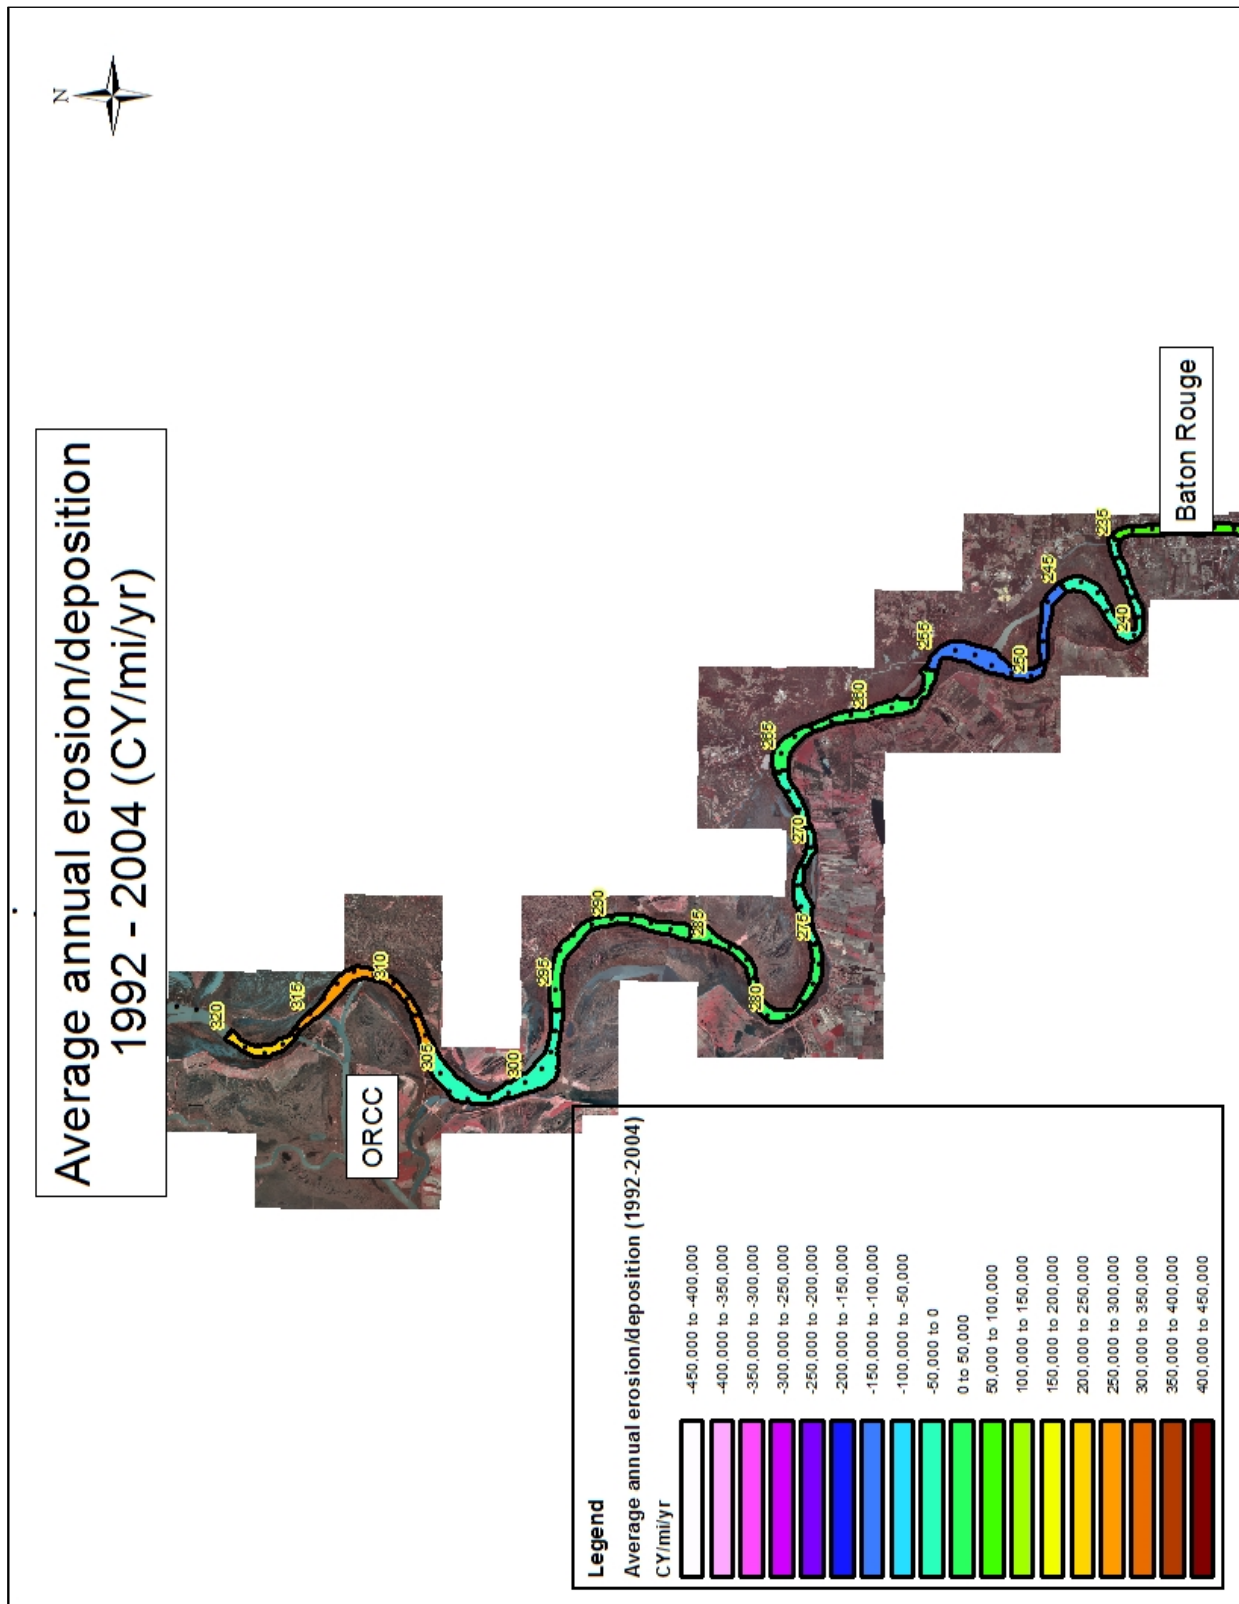 Average annual erosion/deposition
1992 - 2004 (CY/mi/yr)
N
320
315
310
ORCC
305
300
295
290
285
280
275
270
265
260
255
250
245
240
235
Baton Rouge
Legend
Average annual erosion/deposition (1992-2004)
CY/mi/yr
-450,000 to -400,000
-400,000 to -350,000
-350,000 to -300,000
-300,000 to -250,000
-250,000 to -200,000
-200,000 to -150,000
-150,000 to -100,000
-100,000 to -50,000
-50,000 to 0
0 to 50,000
50,000 to 100,000
100,000 to 150,000
150,000 to 200,000
200,000 to 250,000
250,000 to 300,000
300,000 to 350,000
350,000 to 400,000
400,000 to 450,000